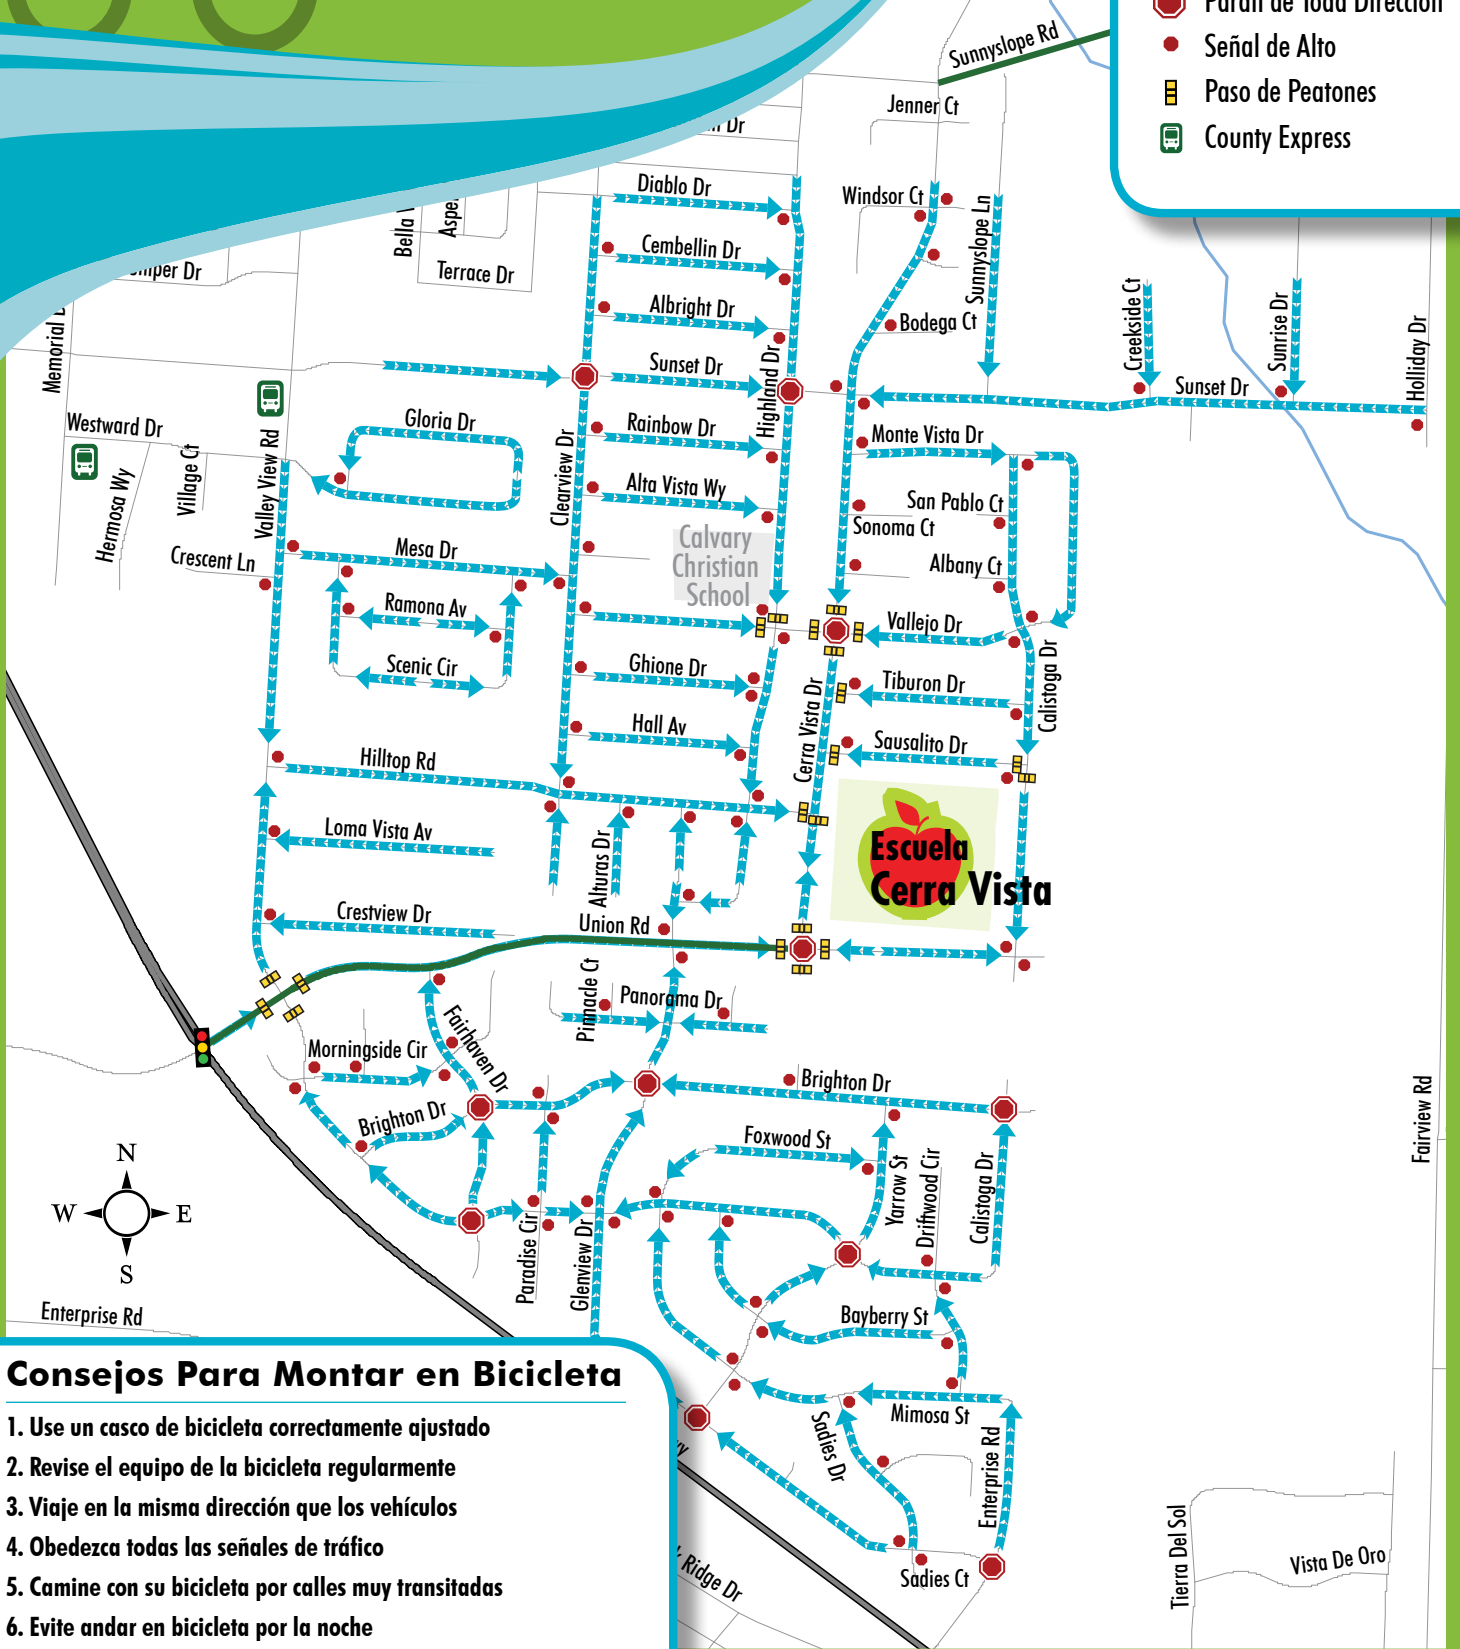 Parada de Toda Dirección
Señal de Alto
Paso de Peatones
County Express
Sunnyslope Rd
Jenner Ct
Dr
Diablo Dr
Windsor Ct
Sunnyslope Ln
Bella
Terrace Dr
Dr
Cembellin Dr
Albright Dr
Bodega Ct
Creekside Ct
Sunrise Dr
Holliday Dr
Memorial
Sunset Dr
Highland Dr
Sunset Dr
Westward Dr
Gloria Dr
Rainbow Dr
Monte Vista Dr
Valley View Rd
Village Ct
Hermosa Wy
Clearview Dr
Alta Vista Wy
San Pablo Ct
Sonoma Ct
Calvary
Christian
School
Crescent Ln
Mesa Dr
Albany Ct
Ramona Av
Vallejo Dr
Scenic Cir
Ghione Dr
Tiburon Dr
Calistoga Dr
Cerra Vista Dr
Hall Av
Sausalito Dr
Hilltop Rd
Loma Vista Av
Alturas Dr
Escuela
Cerra Vista
Crestview Dr
Union Rd
Pinnacle Ct
Panorama Dr
Fairhaven Dr
Morningside Cir
Brighton Dr
Brighton Dr
Foxwood St
Yarrow St
Driftwood Cir
Calistoga Dr
Fairview Rd
N
W
E
S
Paradise Cir
Glenview Dr
Enterprise Rd
Bayberry St
Mimosa St
Sadies Dr
Enterprise Rd
Sadies Ct
Ridge Dr
Tierra Del Sol
Vista De Oro
Consejos Para Montar en Bicicleta
1. Use un casco de bicicleta correctamente ajustado
2. Revise el equipo de la bicicleta regularmente
3. Viaje en la misma dirección que los vehículos
4. Obedezca todas las señales de tráfico
5. Camine con su bicicleta por calles muy transitadas
6. Evite andar en bicicleta por la noche